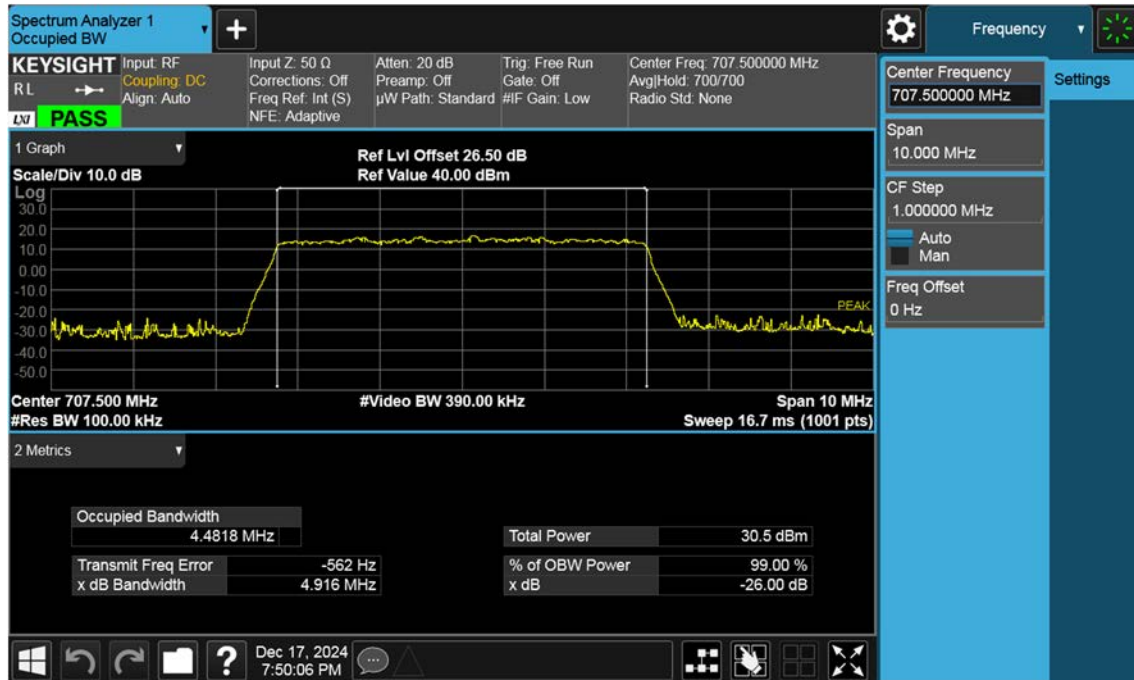 Spectrum Analyzer 1
Occupied BW
+
Frequency
KEYSIGHT
R L
LXI PASS
Input: RF
Coupling: DC
Align: Auto
Input Z: 50 Ω
Corrections: Off
Freq Ref: Int (S)
NFE: Adaptive
Atten: 20 dB
Preamp: Off
µW Path: Standard
Trig: Free Run
Gate: Off
#IF Gain: Low
Center Freq: 707.500000 MHz
Avg|Hold: 700/700
Radio Std: None
Center Frequency
707.500000 MHz
Settings
Span
10.000 MHz
CF Step
1.000000 MHz
Auto
Man
Freq Offset
0 Hz
1 Graph
Scale/Div 10.0 dB
Ref Lvl Offset 26.50 dB
Ref Value 40.00 dBm
Log
30.0
20.0
10.0
0.00
-10.0
-20.0
-30.0
-40.0
-50.0
PEAK
Center 707.500 MHz
#Res BW 100.00 kHz
#Video BW 390.00 kHz
Span 10 MHz
Sweep 16.7 ms (1001 pts)
2 Metrics
Occupied Bandwidth
4.4818 MHz
Total Power 30.5 dBm
Transmit Freq Error -562 Hz
% of OBW Power 99.00 %
x dB Bandwidth 4.916 MHz
x dB -26.00 dB
?
Dec 17, 2024
7:50:06 PM